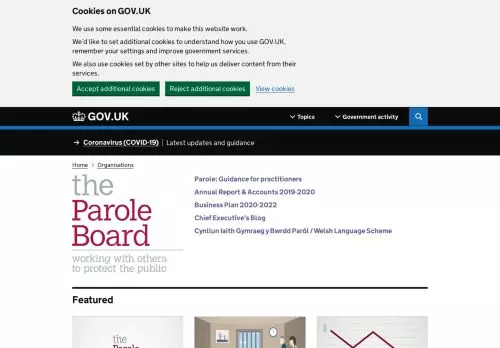 Cookies on GOV.UK
We use some essential cookies to make this website work.
We'd like to set additional cookies to understand how you use GOV.UK,
remember your settings and improve government services.
We also use cookies set by other sites to help us deliver content from their
services.
Accept additional cookies
Reject additional cookies
View cookies
GOV.UK
Topics
Government activity
Coronavirus (COVID-19)
Latest updates and guidance
Home
Organisations
the
Parole
Board
working with others
to protect the public
Parole: Guidance for practitioners
Annual Report & Accounts 2019-2020
Business Plan 2020-2022
Chief Executive's Blog
Cynllun Iaith Gymraeg y Bwrdd Parôl / Welsh Language Scheme
Featured
the
Parole